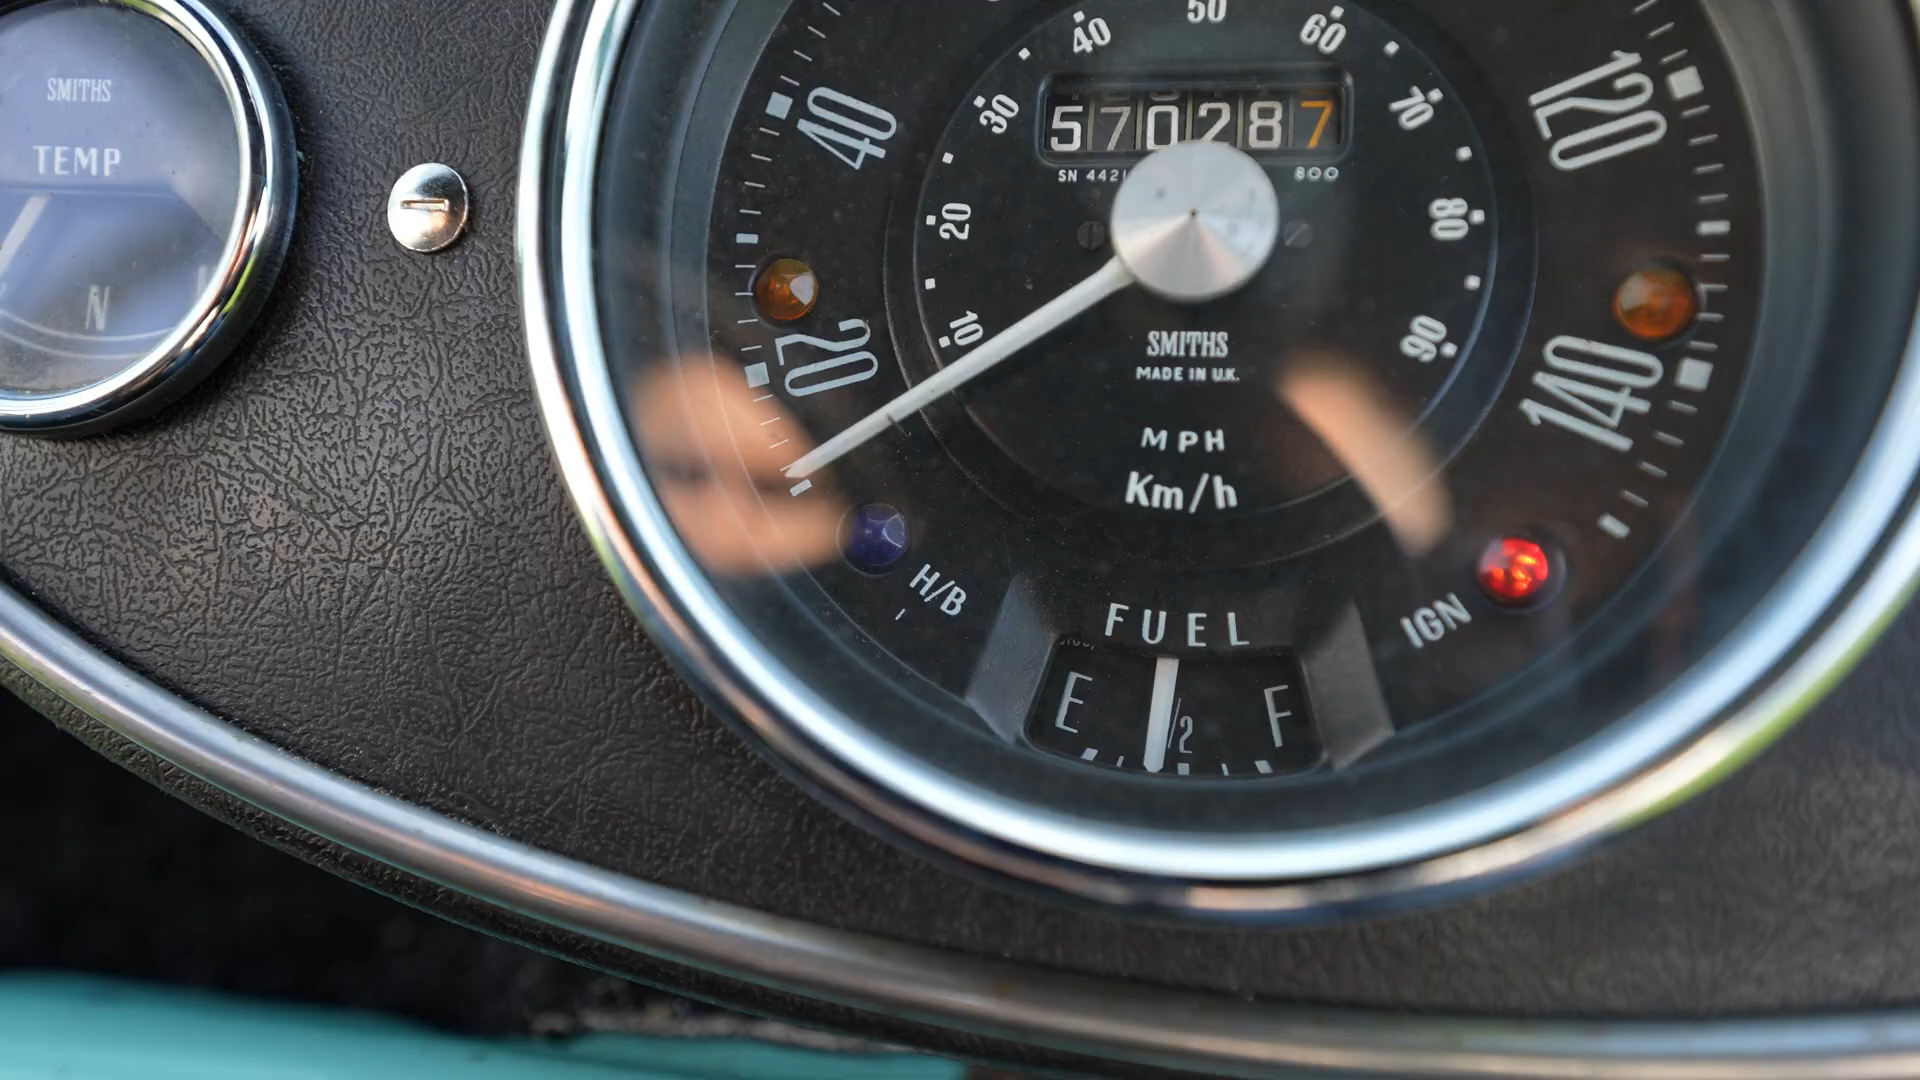 SMITHS
TEMP
N
40
50
60
30
70
20
80
10
90
40
20
120
140
570287
SN 442
800
SMITHS
MADE IN U.K.
MPH
Km/h
H/B
IGN
FUEL
E
1/2
F